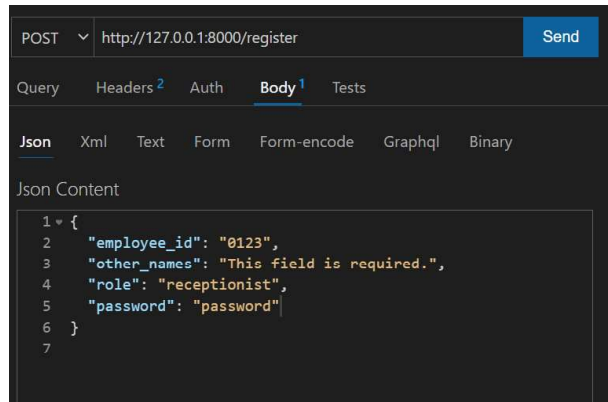 POST http://127.0.0.1:8000/register Send
Query Headers 2 Auth Body 1 Tests
Json Xml Text Form Form-encode Graphql Binary
Json Content
1 {
2 "employee_id": "0123",
3 "other_names": "This field is required.",
4 "role": "receptionist",
5 "password": "password"
6 }
7